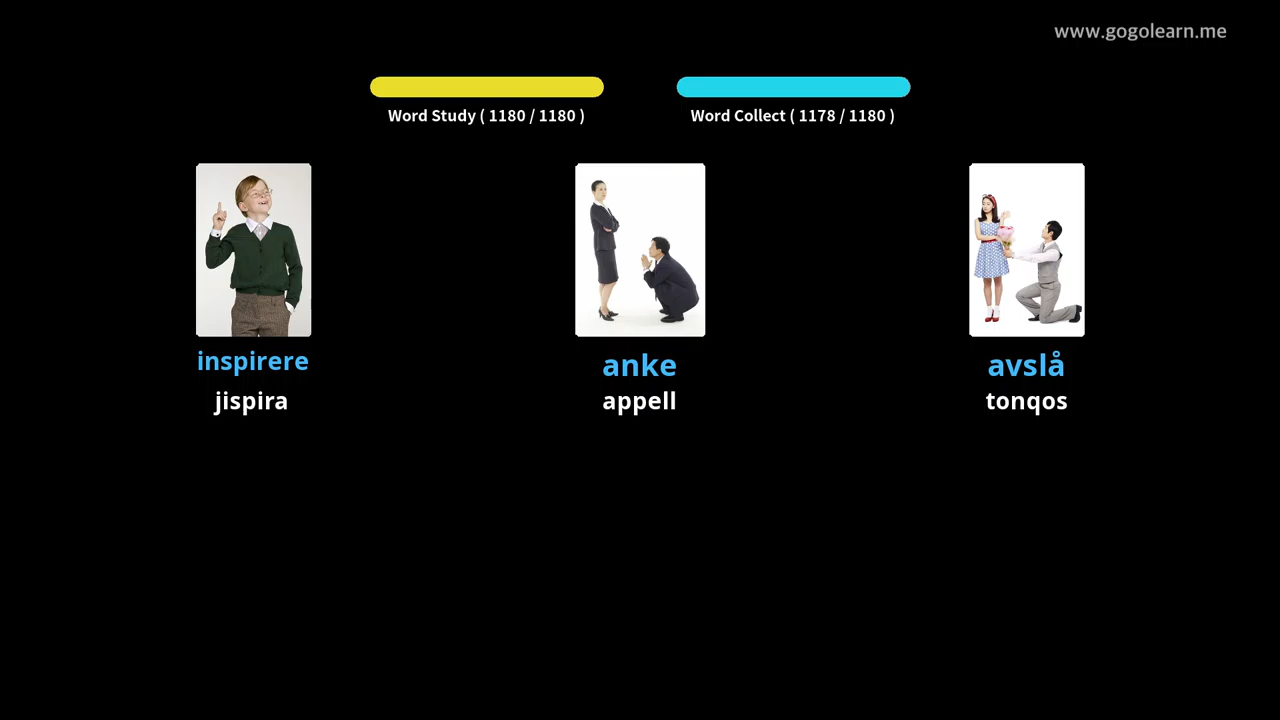 www.gogolearn.me
Word Study ( 1180 / 1180 )
Word Collect ( 1178 / 1180 )
inspirere
anke
avslå
jispira
appell
tonqos